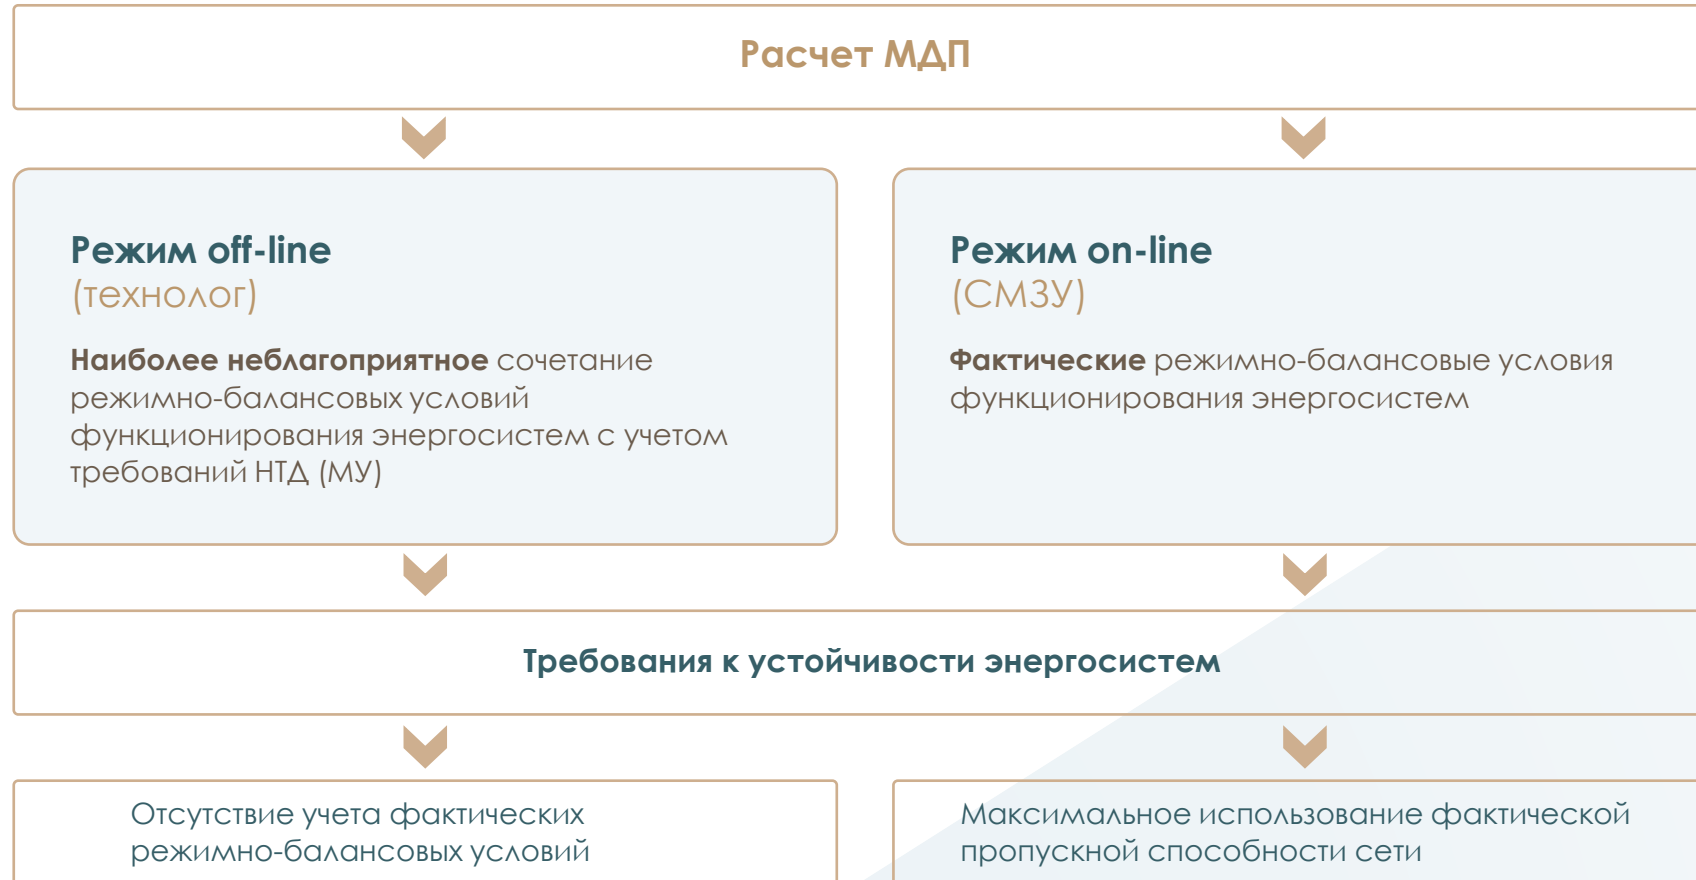 Расчет МДП
Режим off-line
(технолог)
Наиболее неблагоприятное сочетание
режимно-балансовых условий
функционирования энергосистем с учетом
требований НТД (МУ)
Режим on-line
(СМЗУ)
Фактические режимно-балансовые условия
функционирования энергосистем
Требования к устойчивости энергосистем
Отсутствие учета фактических
режимно-балансовых условий
Максимальное использование фактической
пропускной способности сети